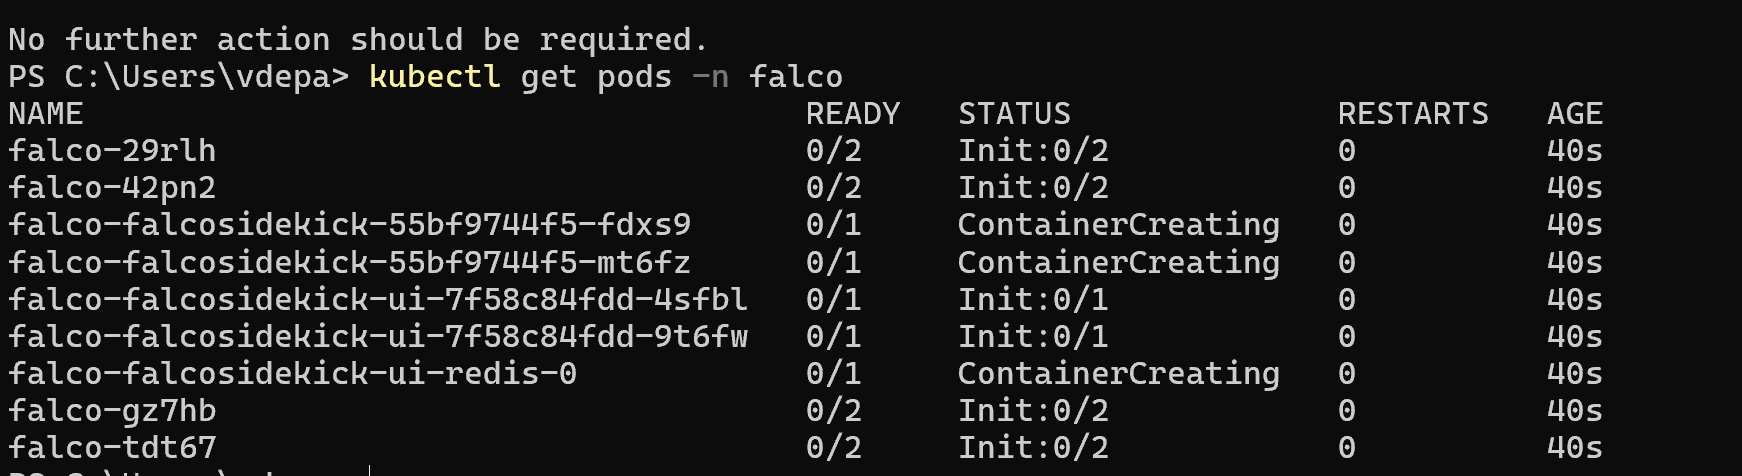 No further action should be required.
PS C:\Users\vdepa> kubectl get pods -n falco
NAME READY STATUS RESTARTS AGE
falco-29rlh 0/2 Init:0/2 0 40s
falco-42pn2 0/2 Init:0/2 0 40s
falco-falcosidekick-55bf9744f5-fdxs9 0/1 ContainerCreating 0 40s
falco-falcosidekick-55bf9744f5-mt6fz 0/1 ContainerCreating 0 40s
falco-falcosidekick-ui-7f58c84fdd-4sfbl 0/1 Init:0/1 0 40s
falco-falcosidekick-ui-7f58c84fdd-9t6fw 0/1 Init:0/1 0 40s
falco-falcosidekick-ui-redis-0 0/1 ContainerCreating 0 40s
falco-gz7hb 0/2 Init:0/2 0 40s
falco-tdt67 0/2 Init:0/2 0 40s